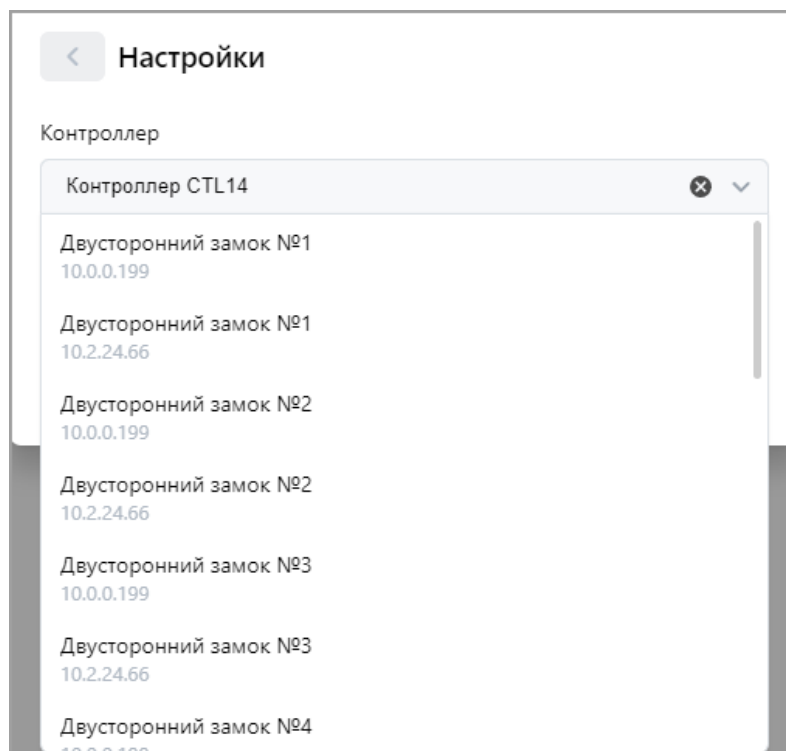 Настройки
Контроллер
Контроллер CTL14
Двусторонний замок №1
10.0.0.199
Двусторонний замок №1
10.2.24.66
Двусторонний замок №2
10.0.0.199
Двусторонний замок №2
10.2.24.66
Двусторонний замок №3
10.0.0.199
Двусторонний замок №3
10.2.24.66
Двусторонний замок №4